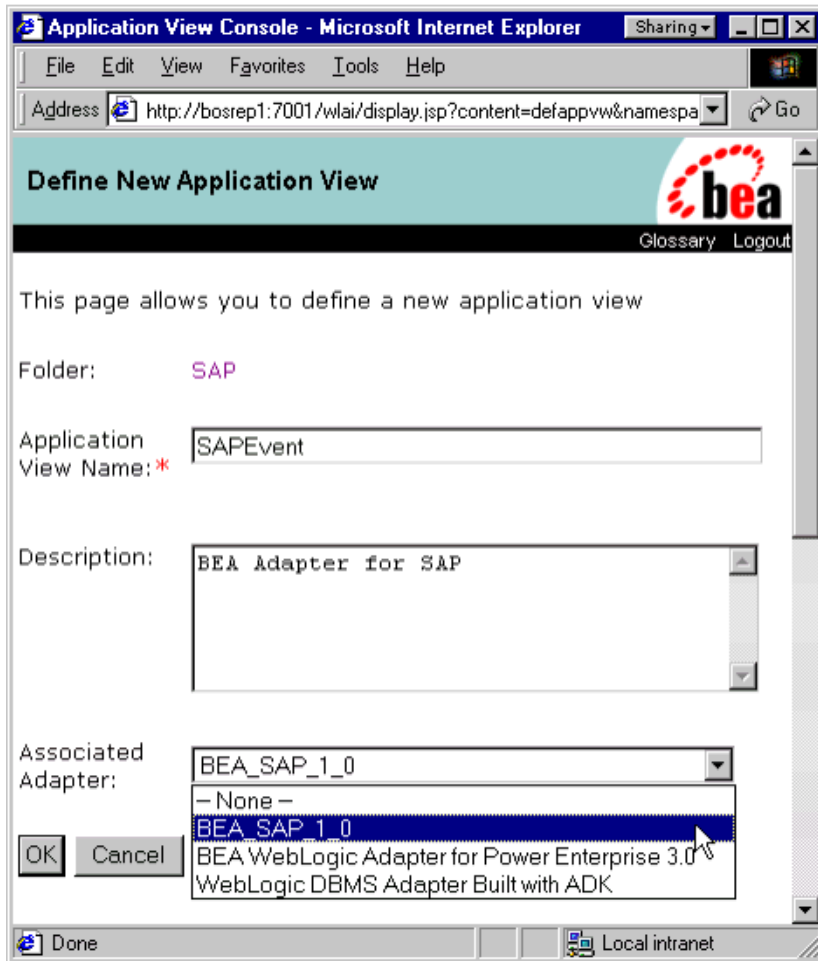 Application View Console - Microsoft Internet Explorer Sharing
File Edit View Favorites Tools Help
Address http://bosrep1:7001/wlai/display.jsp?content=defappvw&namespa Go
Define New Application View
bea
Glossary Logout
This page allows you to define a new application view
Folder: SAP
Application
View Name:* SAPEvent
Description: BEA Adapter for SAP
Associated
Adapter: BEA_SAP_1_0
– None –
BEA_SAP_1_0
OK Cancel BEA WebLogic Adapter for Power Enterprise 3.0
WebLogic DBMS Adapter Built with ADK
Done Local intranet